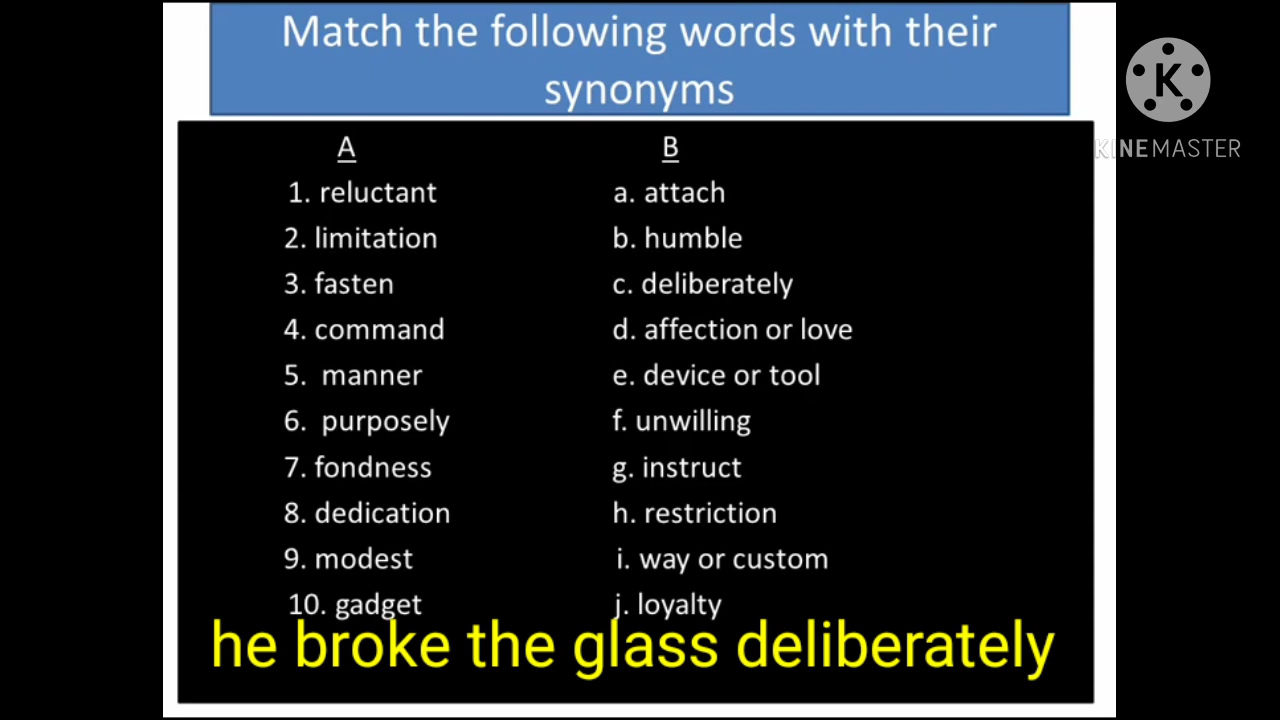 Match the following words with their
synonyms
K
KINEMASTER
A B
1. reluctant a. attach
2. limitation b. humble
3. fasten c. deliberately
4. command d. affection or love
5. manner e. device or tool
6. purposely f. unwilling
7. fondness g. instruct
8. dedication h. restriction
9. modest i. way or custom
10. gadget j. loyalty
he broke the glass deliberately